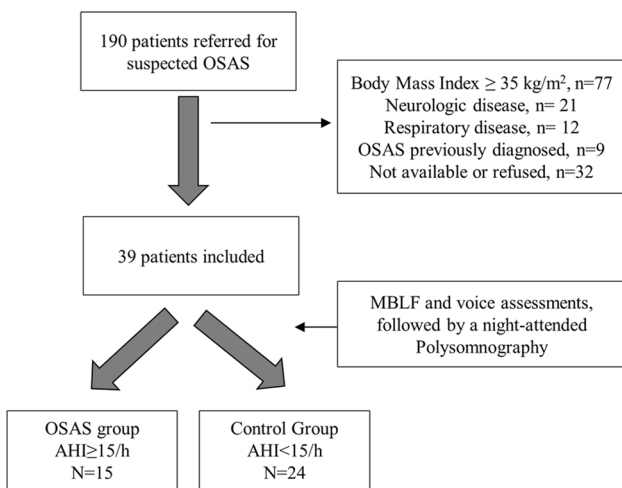 190 patients referred for
suspected OSAS
Body Mass Index ≥ 35 kg/m², n=77
Neurologic disease, n= 21
Respiratory disease, n= 12
OSAS previously diagnosed, n=9
Not available or refused, n=32
39 patients included
MBLF and voice assessments,
followed by a night-attended
Polysomnography
OSAS group
AHI≥15/h
N=15
Control Group
AHI<15/h
N=24